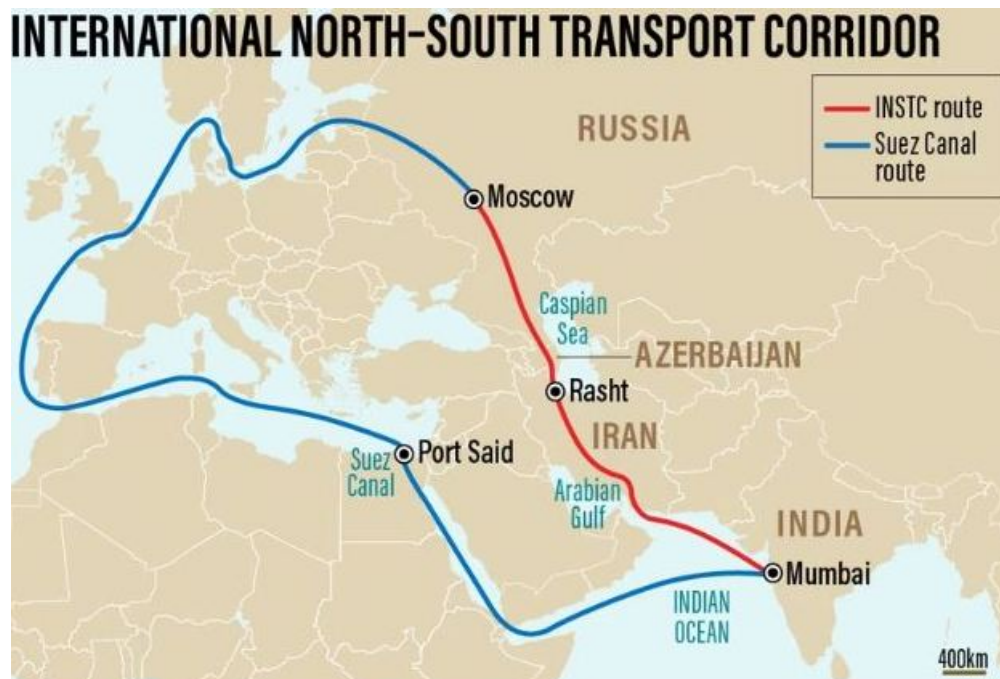 INTERNATIONAL NORTH-SOUTH TRANSPORT CORRIDOR
INSTC route
Suez Canal
route
RUSSIA
Moscow
Caspian
Sea
AZERBAIJAN
Rasht
IRAN
Port Said
Suez
Canal
Arabian
Gulf
INDIA
Mumbai
INDIAN
OCEAN
400km